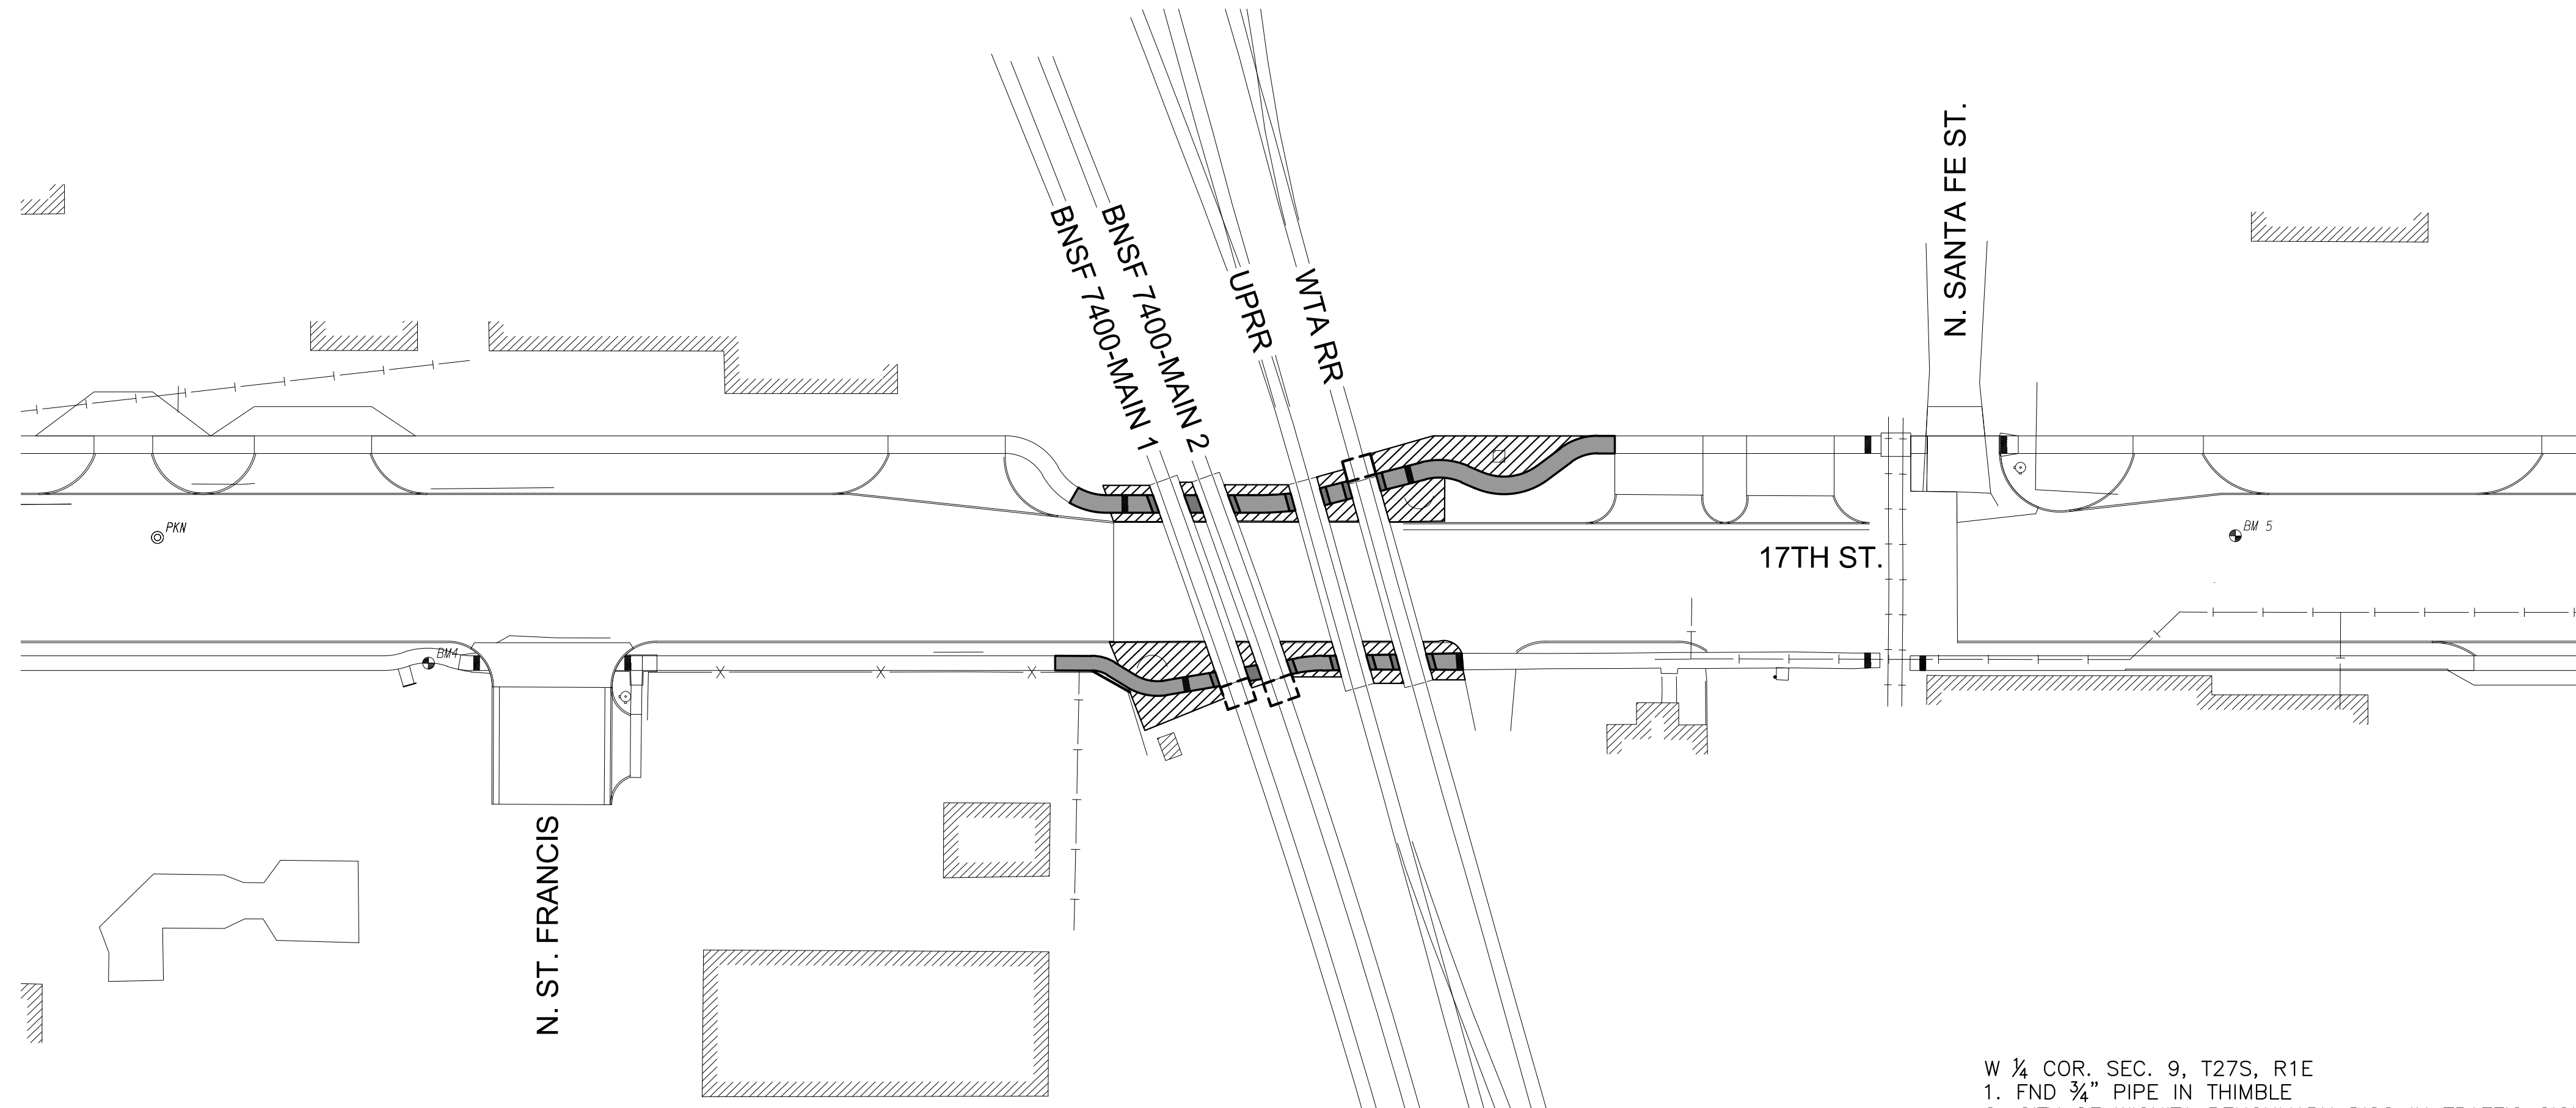 N. SANTA FE ST.
BNSF 7400-MAIN 1
BNSF 7400-MAIN 2
UPRR
WTA RR
PKN
BM 5
17TH ST.
BM4
N. ST. FRANCIS
W ¼ COR. SEC. 9, T27S, R1E
1. FND ¾" PIPE IN THIMBLE